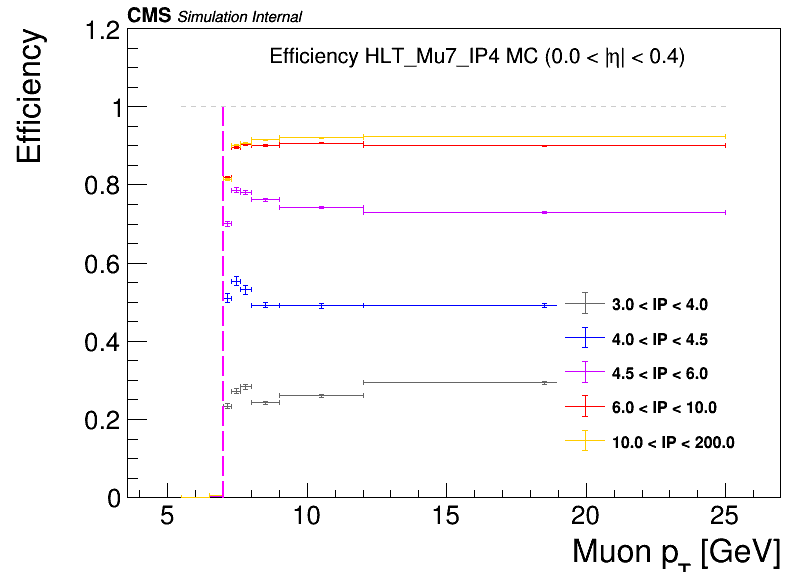 CMS Simulation Internal
Efficiency HLT_Mu7_IP4 MC (0.0 < |η| < 0.4)
Efficiency
1.2
1
0.8
0.6
0.4
0.2
0
3.0 < IP < 4.0
4.0 < IP < 4.5
4.5 < IP < 6.0
6.0 < IP < 10.0
10.0 < IP < 200.0
5 10 15 20 25
Muon p_T [GeV]